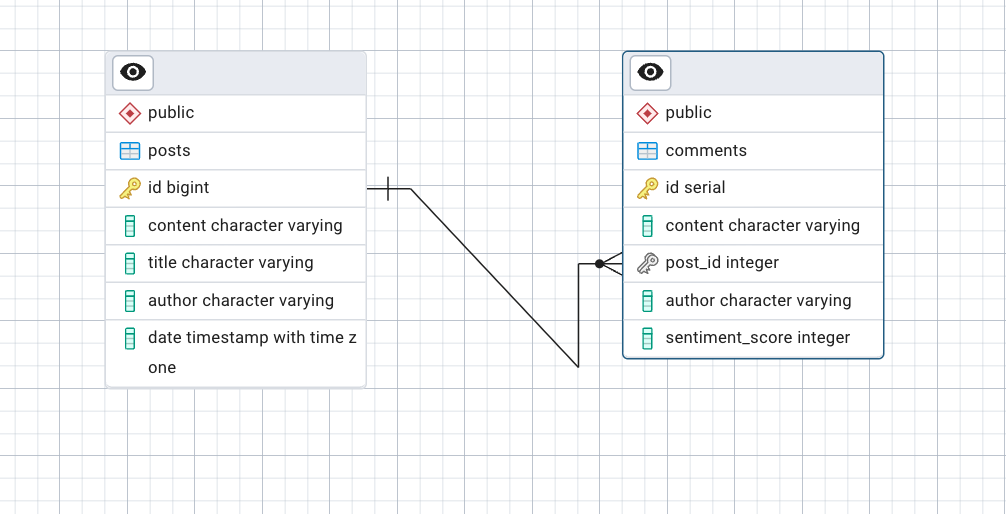 public
posts
id bigint
content character varying
title character varying
author character varying
date timestamp with time z
one
public
comments
id serial
content character varying
post_id integer
author character varying
sentiment_score integer